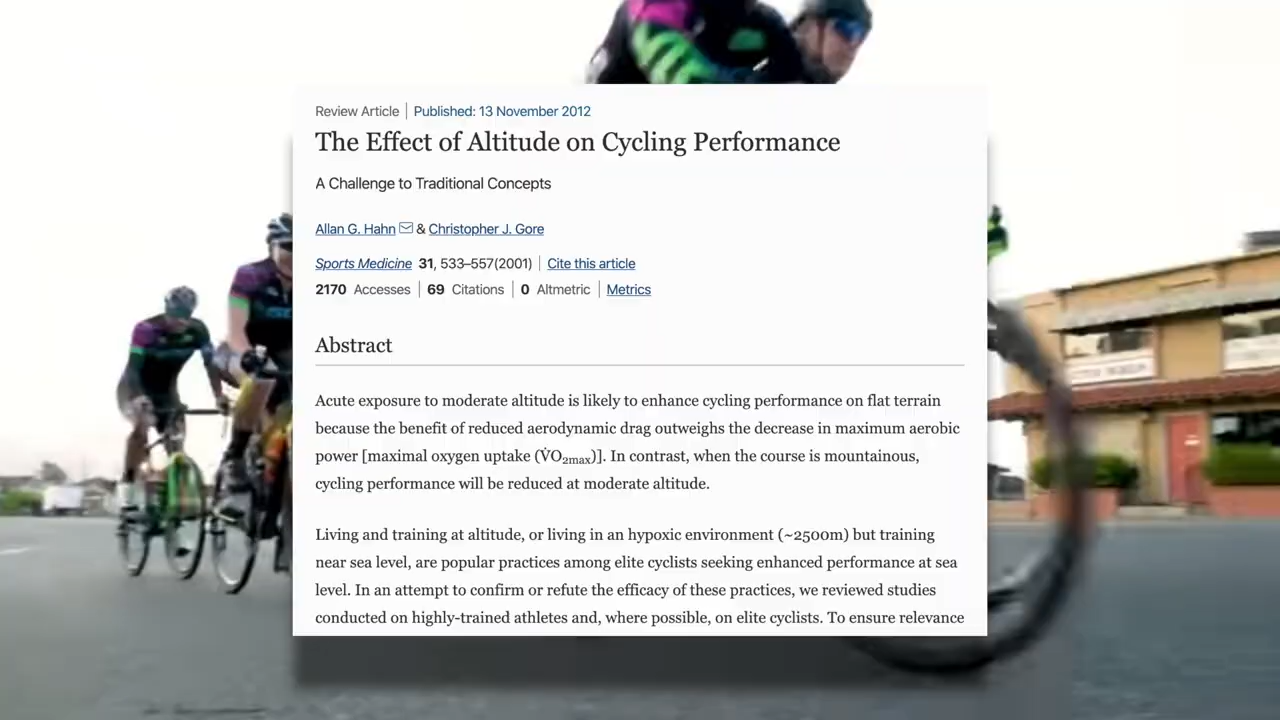 Review Article | Published: 13 November 2012
The Effect of Altitude on Cycling Performance
A Challenge to Traditional Concepts
Allan G. Hahn & Christopher J. Gore
Sports Medicine 31, 533–557(2001) | Cite this article
2170 Accesses | 69 Citations | 0 Altmetric | Metrics
Abstract
Acute exposure to moderate altitude is likely to enhance cycling performance on flat terrain
because the benefit of reduced aerodynamic drag outweighs the decrease in maximum aerobic
power [maximal oxygen uptake (V̇O₂max)]. In contrast, when the course is mountainous,
cycling performance will be reduced at moderate altitude.
Living and training at altitude, or living in an hypoxic environment (~2500m) but training
near sea level, are popular practices among elite cyclists seeking enhanced performance at sea
level. In an attempt to confirm or refute the efficacy of these practices, we reviewed studies
conducted on highly-trained athletes and, where possible, on elite cyclists. To ensure relevance